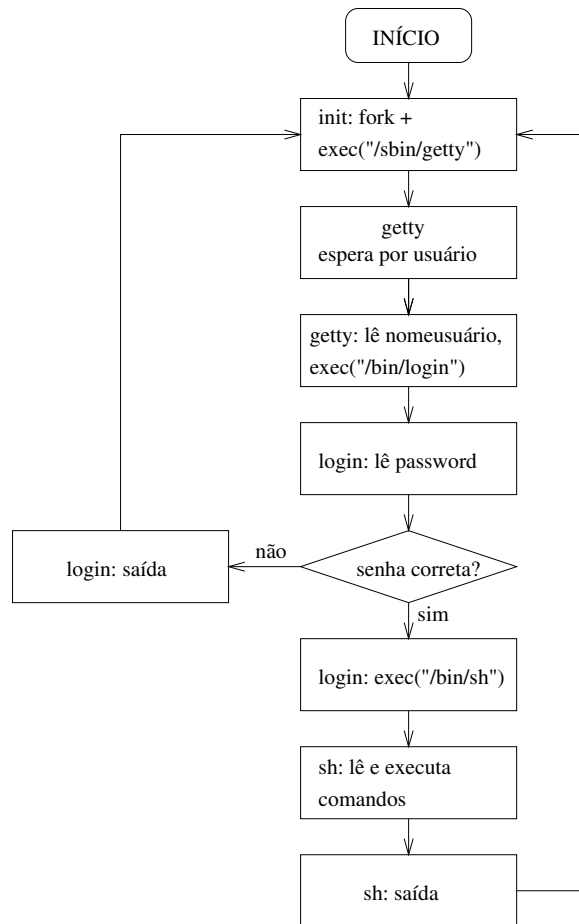 INÍCIO
init: fork +
exec("/sbin/getty")
getty
espera por usuário
getty: lê nomeusuário,
exec("/bin/login")
login: lê password
não
senha correta?
login: saída
sim
login: exec("/bin/sh")
sh: lê e executa
comandos
sh: saída